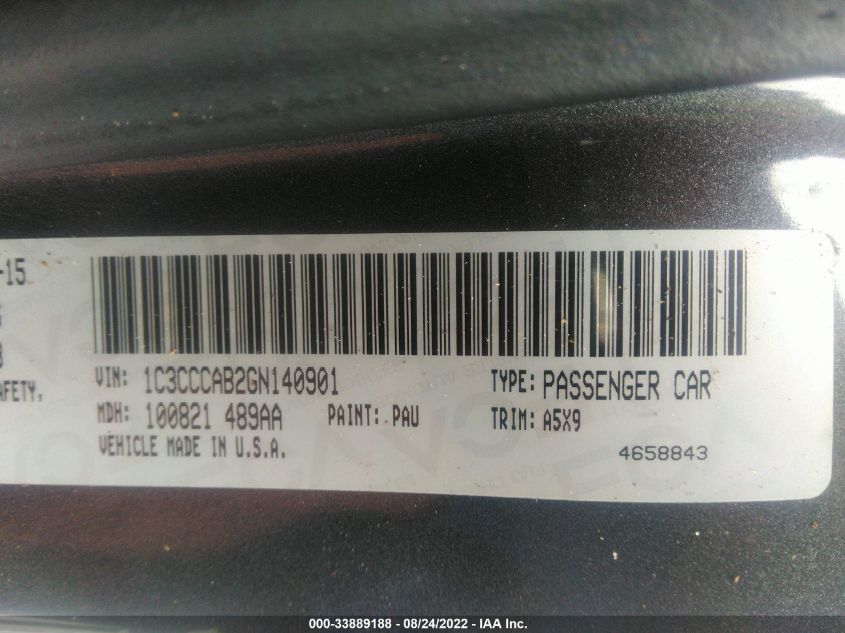 -15
AFETY.
VIN: 1C3CCCAB2GN140901 TYPE: PASSENGER CAR
MDH: 100821 489AA PAINT: PAU TRIM: A5X9
VEHICLE MADE IN U.S.A.
4658843
000-33889188 - 08/24/2022 - IAA Inc.